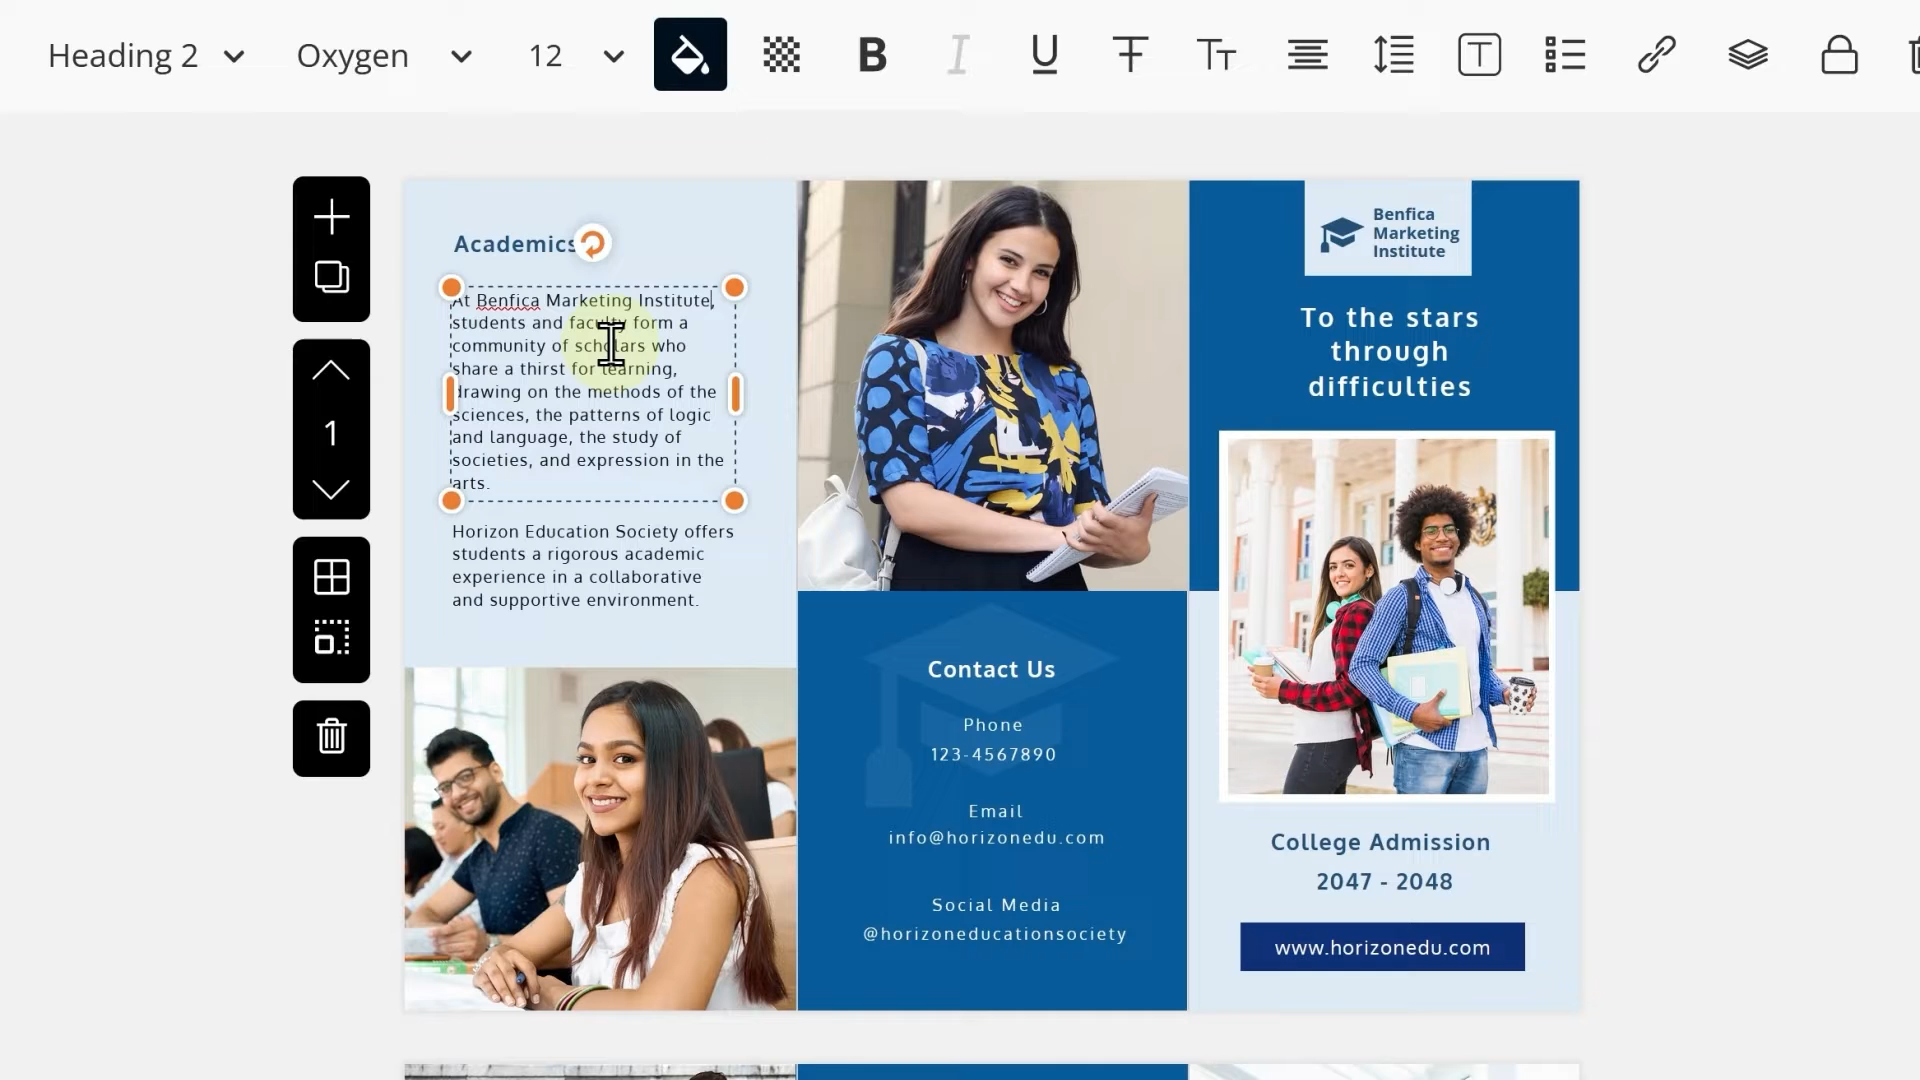 Heading 2
Oxygen
12
B
I
U
T
TT
T
1
Academics
At Benfica Marketing Institute,
students and faculty form a
community of scholars who
share a thirst for learning,
drawing on the methods of the
sciences, the patterns of logic
and language, the study of
societies, and expression in the
arts.
Horizon Education Society offers
students a rigorous academic
experience in a collaborative
and supportive environment.
Contact Us
Phone
123-4567890
Email
info@horizonedu.com
Social Media
@horizoneducationsociety
Benfica
Marketing
Institute
To the stars
through
difficulties
College Admission
2047 - 2048
www.horizonedu.com